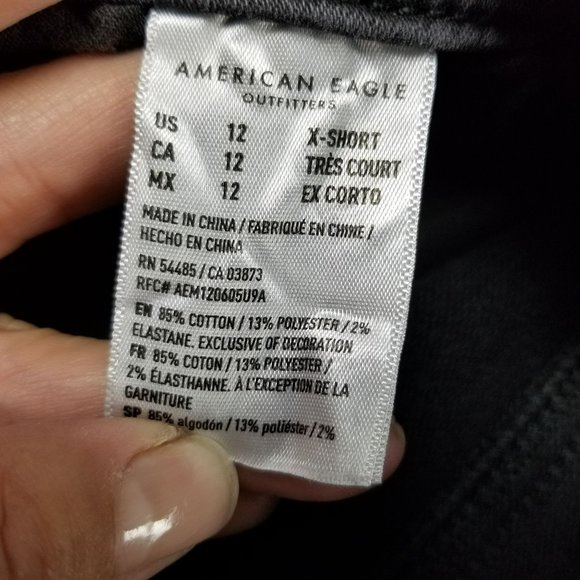 AMERICAN EAGLE
OUTFITTERS
US 12 X-SHORT
CA 12 TRÈS COURT
MX 12 EX CORTO
MADE IN CHINA / FABRIQUÉ EN CHINE /
HECHO EN CHINA
RN 54485 / CA 03873
RFC# AEM120605U9A
EN 85% COTTON / 13% POLYESTER / 2%
ELASTANE. EXCLUSIVE OF DECORATION
FR 85% COTON / 13% POLYESTER /
2% ÉLASTHANNE. À L'EXCEPTION DE LA
GARNITURE
SP 85% algodón / 13% poliéster / 2%